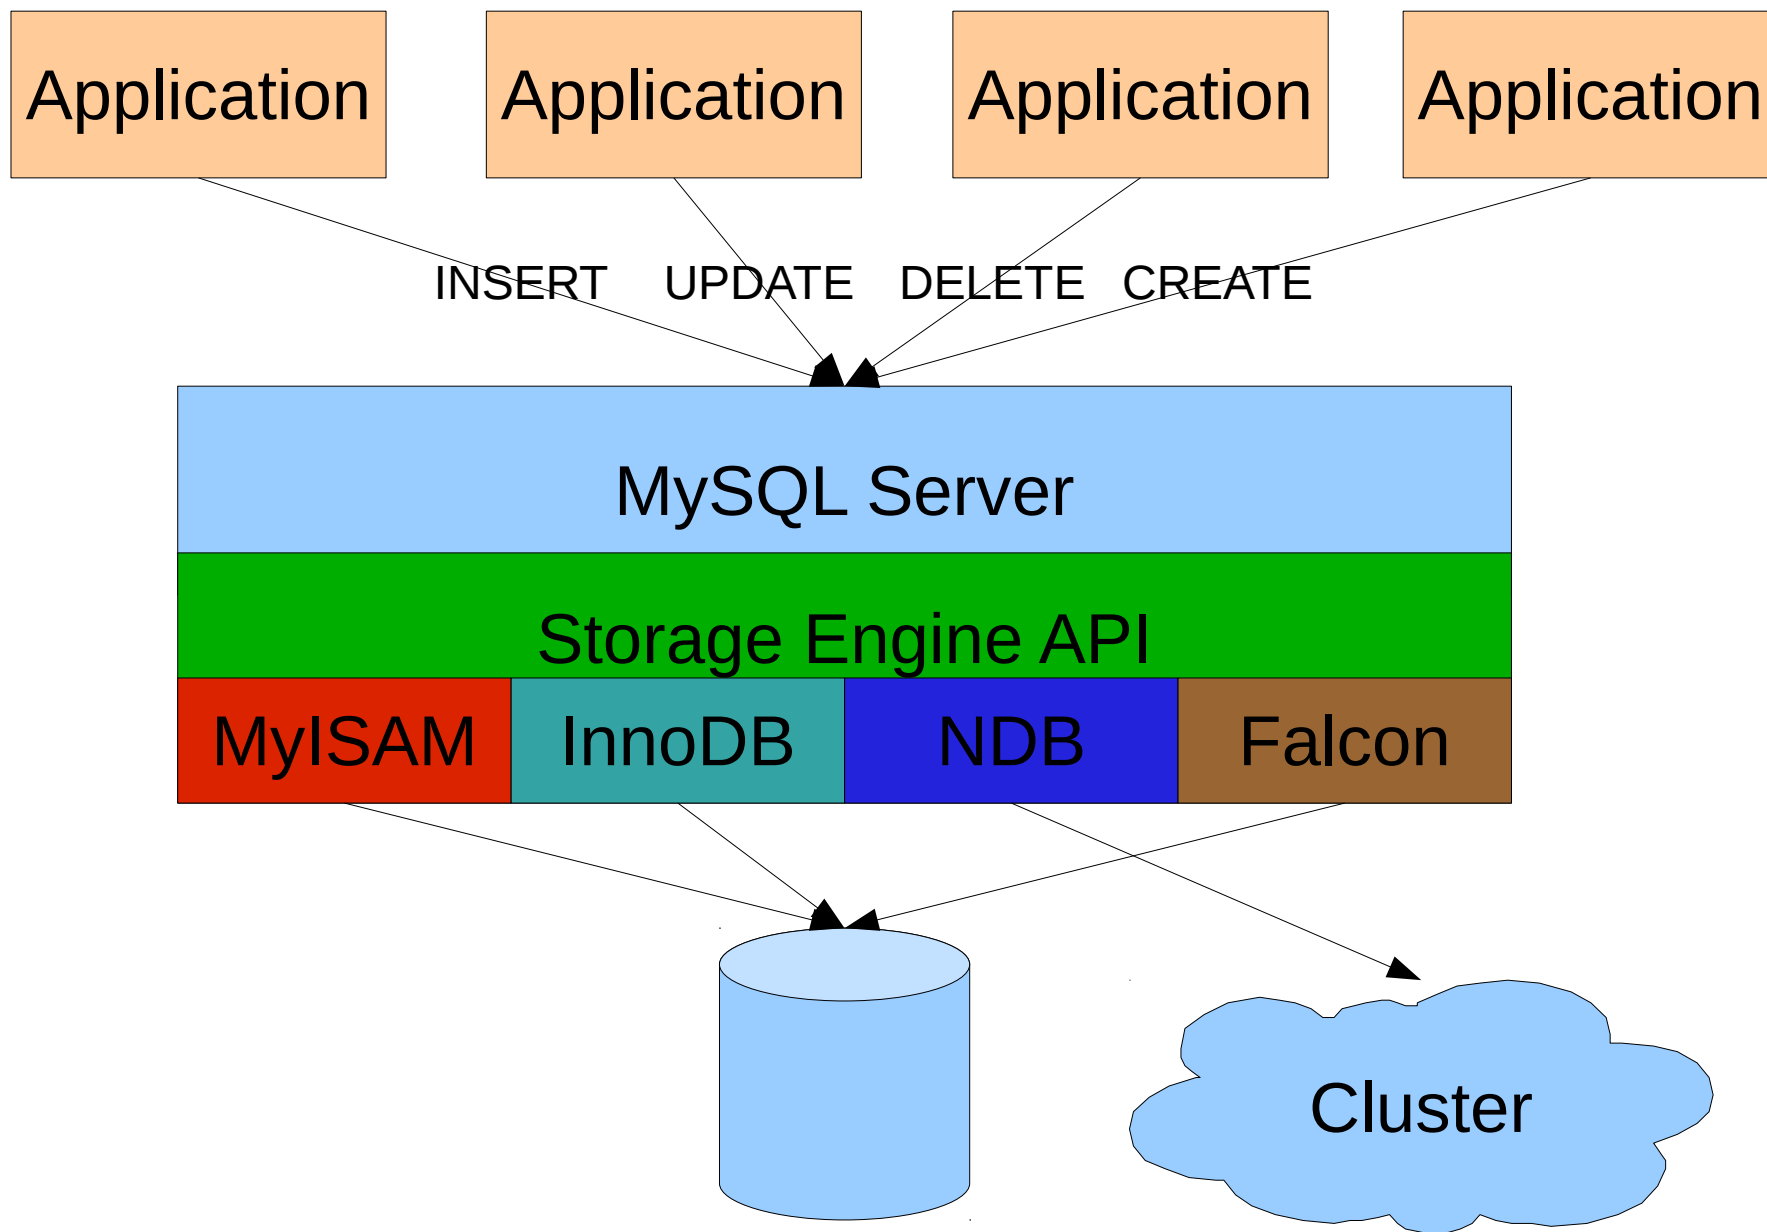 Application Application Application Application
INSERT UPDATE DELETE CREATE
MySQL Server
Storage Engine API
MyISAM InnoDB NDB Falcon
Cluster